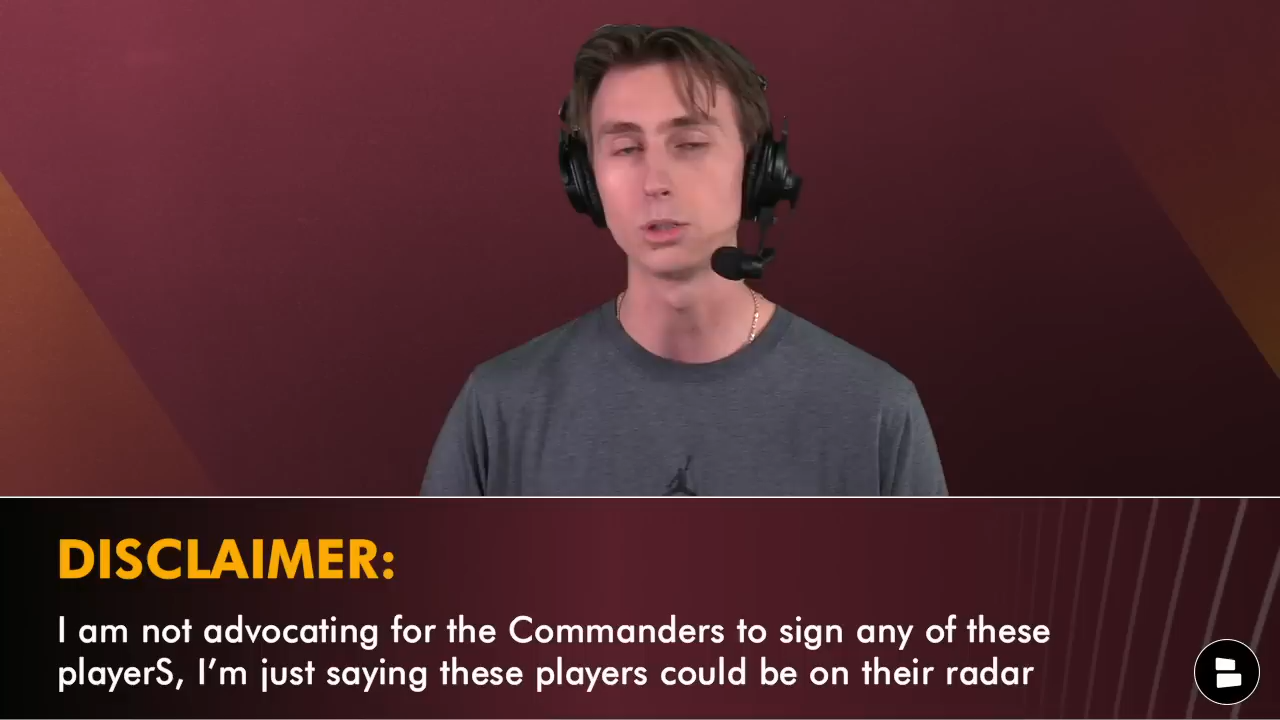 DISCLAIMER:
I am not advocating for the Commanders to sign any of these
playerS, I'm just saying these players could be on their radar